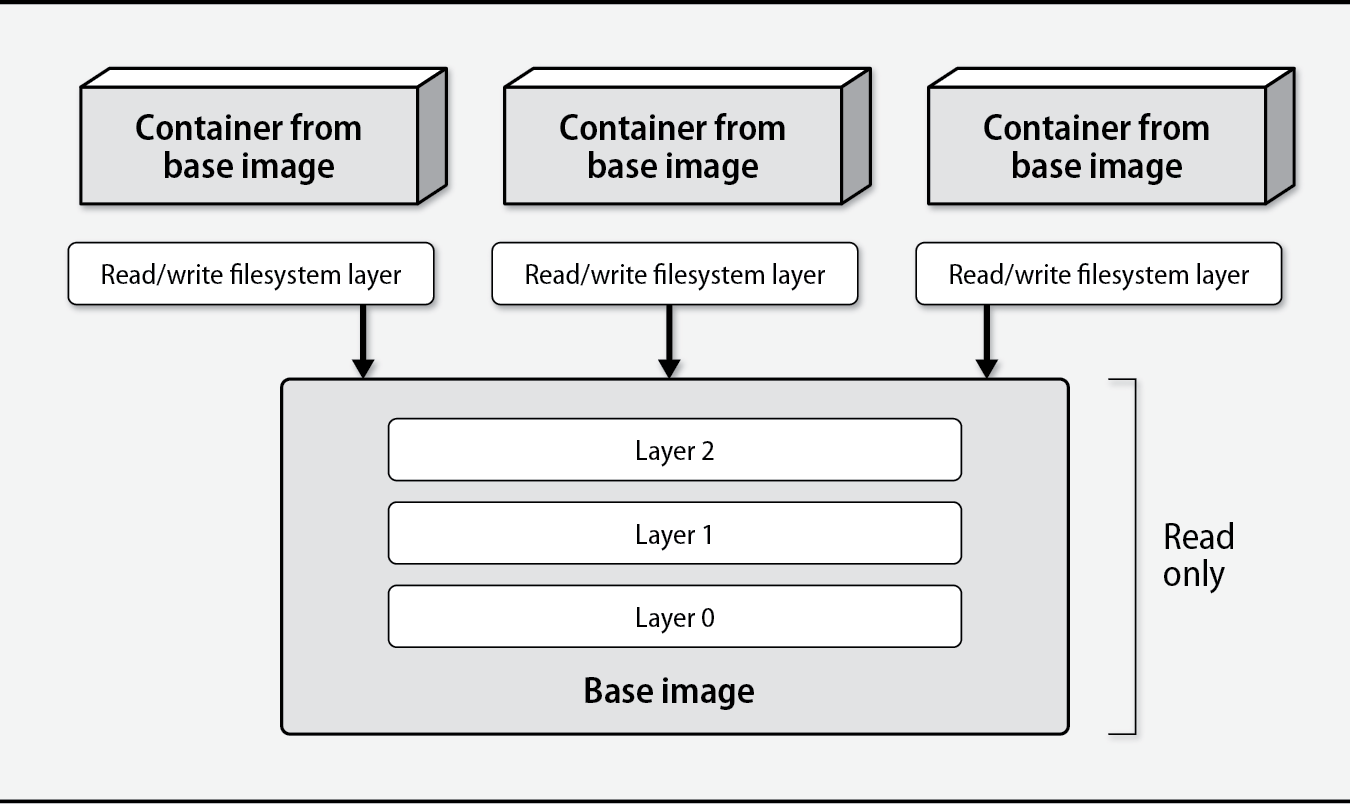 Container from
base image
Container from
base image
Container from
base image
Read/write filesystem layer
Read/write filesystem layer
Read/write filesystem layer
Layer 2
Layer 1
Layer 0
Base image
Read
only